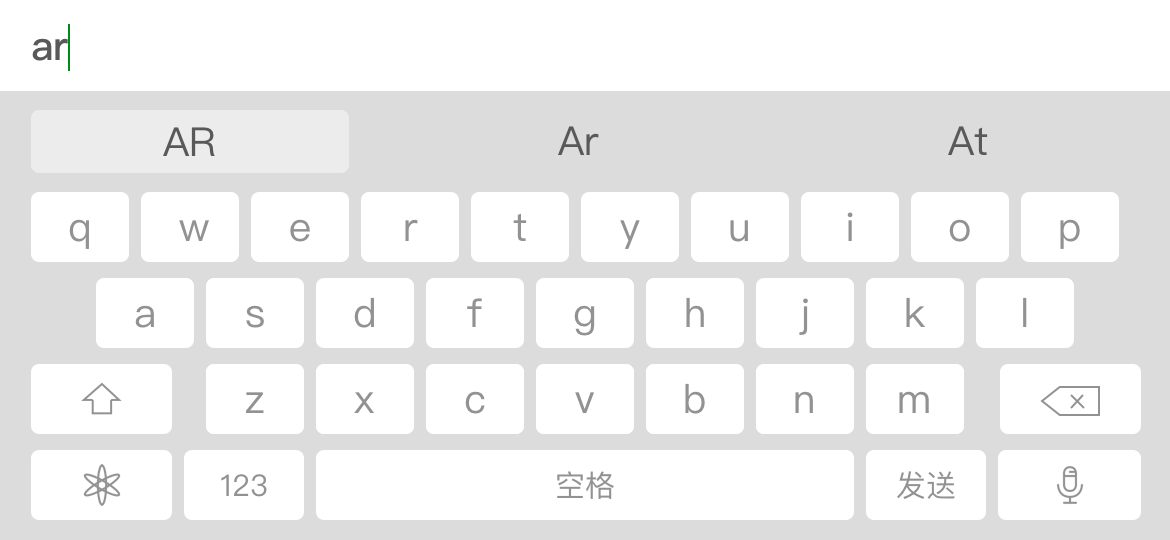 ar
AR Ar At
q w e r t y u i o p
a s d f g h j k l
z x c v b n m
123 空格 发送